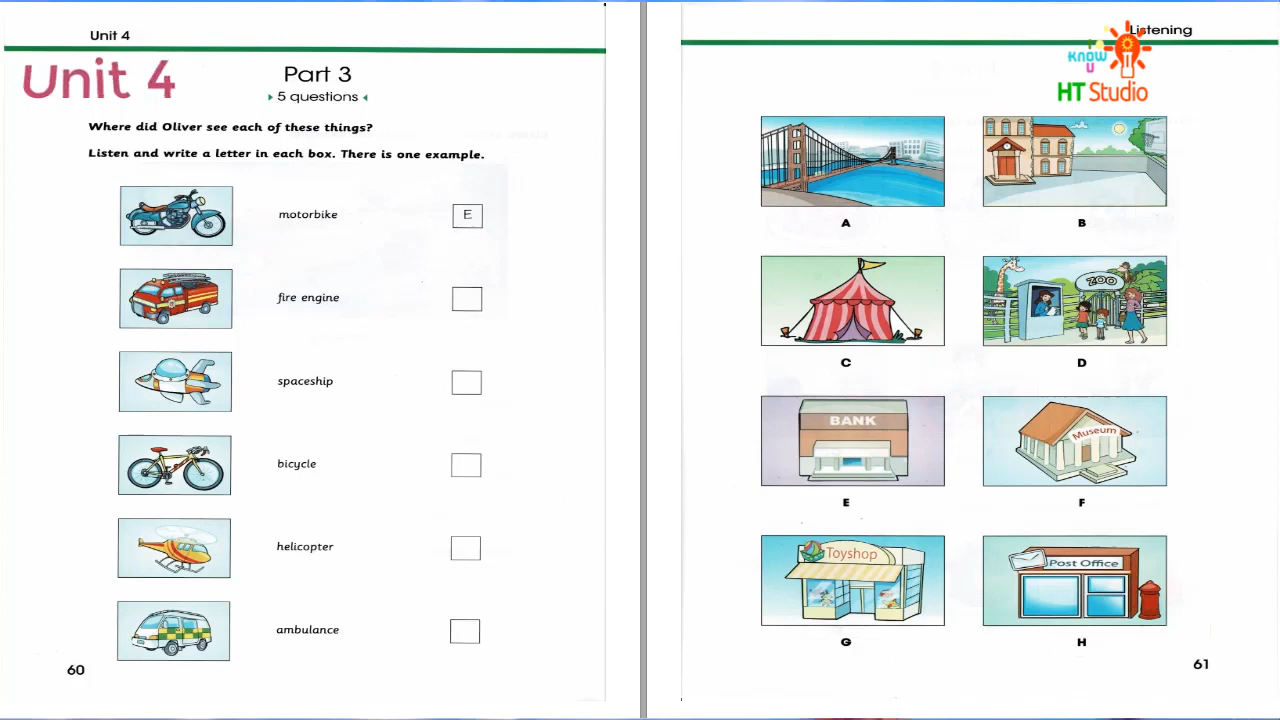 Unit 4
Unit 4
Part 3
5 questions
Where did Oliver see each of these things?
Listen and write a letter in each box. There is one example.
motorbike
E
fire engine
spaceship
bicycle
helicopter
ambulance
60
Listening
I
KNOW
U
HT Studio
A
B
ZOO
C
D
BANK
Museum
E
F
Toyshop
Post Office
G
H
61